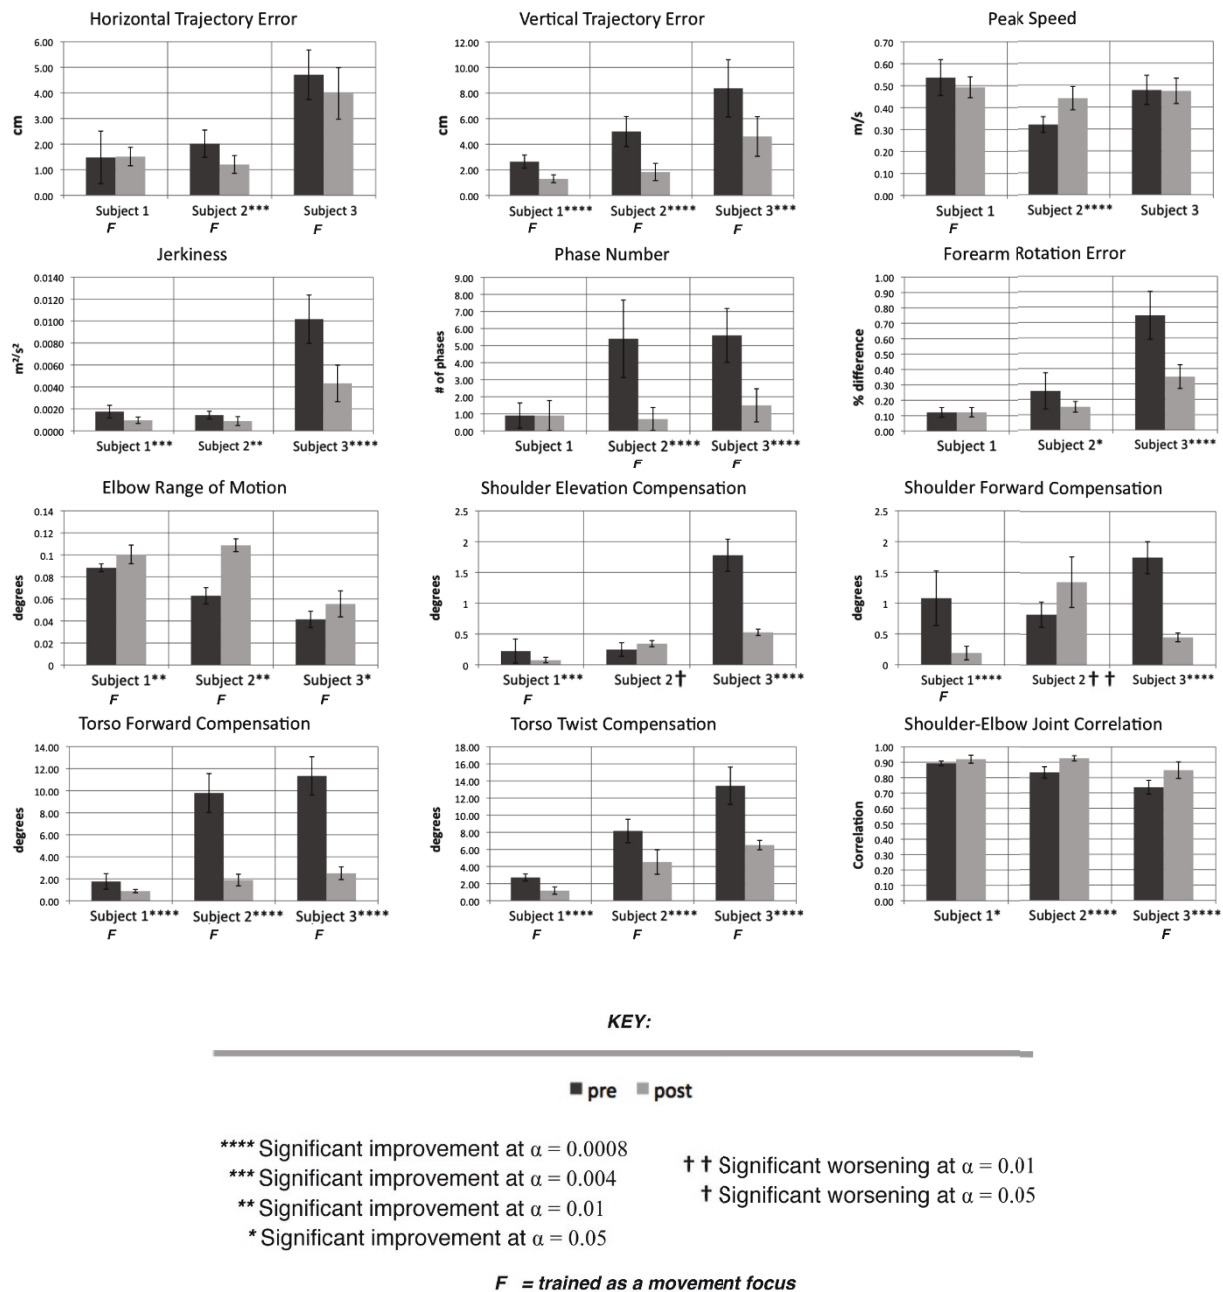 Horizontal Trajectory Error
6.00
5.00
4.00
3.00
2.00
1.00
0.00
cm
Subject 1
F
Subject 2***
F
Subject 3
F
Vertical Trajectory Error
12.00
10.00
8.00
6.00
4.00
2.00
0.00
cm
Subject 1****
F
Subject 2****
F
Subject 3***
F
Peak Speed
0.70
0.60
0.50
0.40
0.30
0.20
0.10
0.00
m/s
Subject 1
F
Subject 2****
Subject 3
Jerkiness
0.0140
0.0120
0.0100
0.0080
0.0060
0.0040
0.0020
0.0000
m²/s²
Subject 1***
Subject 2**
Subject 3****
Phase Number
9.00
8.00
7.00
6.00
5.00
4.00
3.00
2.00
1.00
0.00
# of phases
Subject 1
Subject 2****
F
Subject 3****
F
Forearm Rotation Error
1.00
0.90
0.80
0.70
0.60
0.50
0.40
0.30
0.20
0.10
0.00
% difference
Subject 1
Subject 2*
Subject 3****
Elbow Range of Motion
0.14
0.12
0.1
0.08
0.06
0.04
0.02
0
degrees
Subject 1**
F
Subject 2**
F
Subject 3*
F
Shoulder Elevation Compensation
2.5
2
1.5
1
0.5
0
degrees
Subject 1***
F
Subject 2†
Subject 3****
Shoulder Forward Compensation
2.5
2
1.5
1
0.5
0
degrees
Subject 1****
F
Subject 2† †
Subject 3****
Torso Forward Compensation
14.00
12.00
10.00
8.00
6.00
4.00
2.00
0.00
degrees
Subject 1****
F
Subject 2****
F
Subject 3****
F
Torso Twist Compensation
18.00
16.00
14.00
12.00
10.00
8.00
6.00
4.00
2.00
0.00
degrees
Subject 1****
F
Subject 2****
F
Subject 3****
F
Shoulder-Elbow Joint Correlation
1.00
0.90
0.80
0.70
0.60
0.50
0.40
0.30
0.20
0.10
0.00
Correlation
Subject 1*
Subject 2****
Subject 3****
F
KEY:
pre post
**** Significant improvement at α = 0.0008
*** Significant improvement at α = 0.004
** Significant improvement at α = 0.01
* Significant improvement at α = 0.05
† † Significant worsening at α = 0.01
† Significant worsening at α = 0.05
F = trained as a movement focus